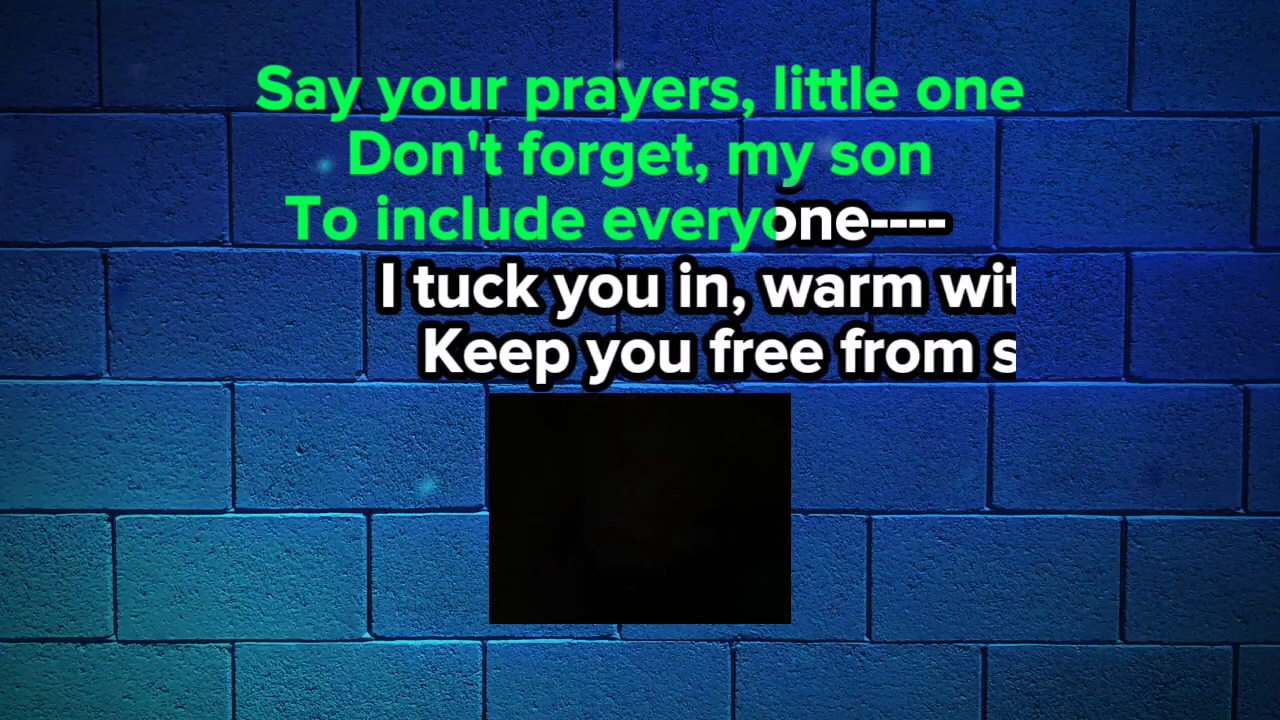 Say your prayers, little one
Don't forget, my son
To include everyone----
I tuck you in, warm wit
Keep you free from s